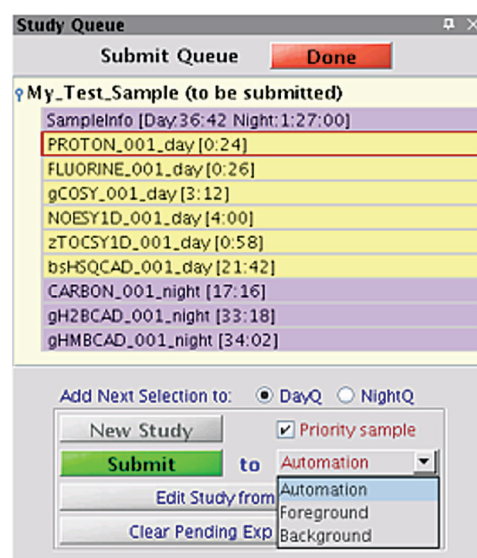 Study Queue
Submit Queue Done
My_Test_Sample (to be submitted)
SampleInfo [Day:36:42 Night:1:27:00]
PROTON_001_day [0:24]
FLUORINE_001_day [0:26]
gCOSY_001_day [3:12]
NOESY1D_001_day [4:00]
zTOCSY1D_001_day [0:58]
bsHSQCAD_001_day [21:42]
CARBON_001_night [17:16]
gH2BCAD_001_night [33:18]
gHMBCAD_001_night [34:02]
Add Next Selection to: DayQ NightQ
New Study Priority sample
Submit to Automation
Edit Study from Automation
Foreground
Clear Pending Exp Background